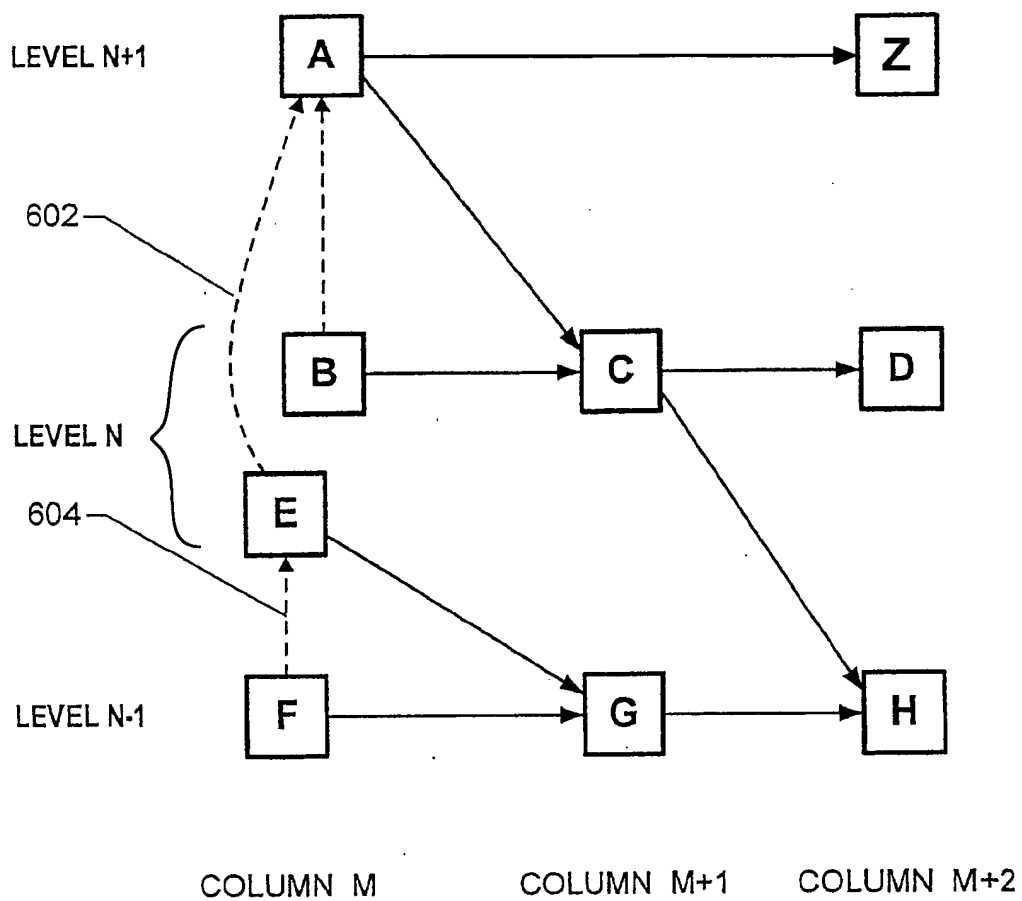 LEVEL N+1
A
Z
602
B
C
D
LEVEL N
E
604
LEVEL N-1
F
G
H
COLUMN M
COLUMN M+1
COLUMN M+2